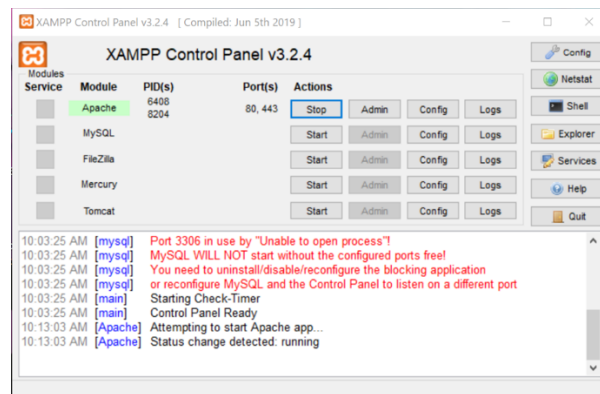 XAMPP Control Panel v3.2.4 [ Compiled: Jun 5th 2019 ]
XAMPP Control Panel v3.2.4
Config
Modules
Service Module PID(s) Port(s) Actions
Netstat
Apache 6408 8204 80, 443 Stop Admin Config Logs
Shell
MySQL Start Admin Config Logs
Explorer
FileZilla Start Admin Config Logs
Services
Mercury Start Admin Config Logs
Help
Tomcat Start Admin Config Logs
Quit
10:03:25 AM [mysql] Port 3306 in use by "Unable to open process"!
10:03:25 AM [mysql] MySQL WILL NOT start without the configured ports free!
10:03:25 AM [mysql] You need to uninstall/disable/reconfigure the blocking application
10:03:25 AM [mysql] or reconfigure MySQL and the Control Panel to listen on a different port
10:03:25 AM [main] Starting Check-Timer
10:03:25 AM [main] Control Panel Ready
10:13:03 AM [Apache] Attempting to start Apache app...
10:13:03 AM [Apache] Status change detected: running